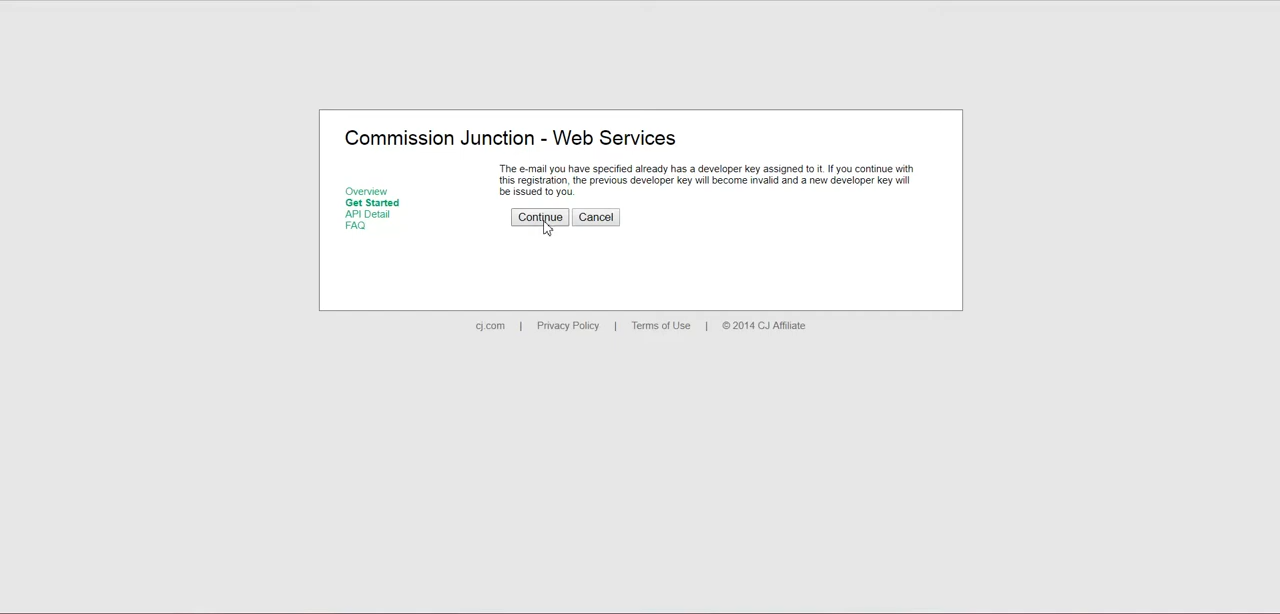 Commission Junction - Web Services
Overview
Get Started
API Detail
FAQ
The e-mail you have specified already has a developer key assigned to it. If you continue with
this registration, the previous developer key will become invalid and a new developer key will
be issued to you.
Continue Cancel
cj.com | Privacy Policy | Terms of Use | © 2014 CJ Affiliate